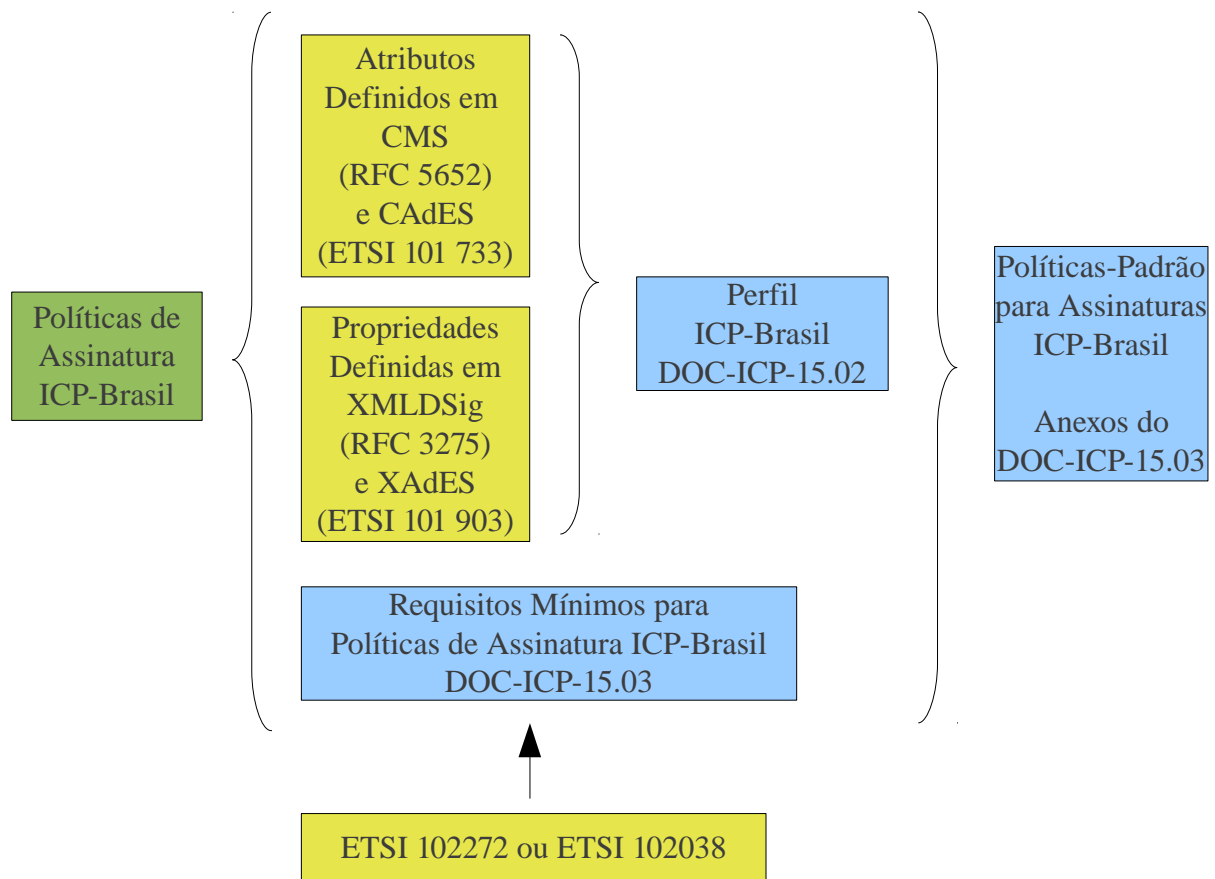 Políticas de
Assinatura
ICP-Brasil
Atributos
Definidos em
CMS
(RFC 5652)
e CAdES
(ETSI 101 733)
Propriedades
Definidas em
XMLDSig
(RFC 3275)
e XAdES
(ETSI 101 903)
Requisitos Mínimos para
Políticas de Assinatura ICP-Brasil
DOC-ICP-15.03
ETSI 102272 ou ETSI 102038
Perfil
ICP-Brasil
DOC-ICP-15.02
Políticas-Padrão
para Assinaturas
ICP-Brasil
Anexos do
DOC-ICP-15.03